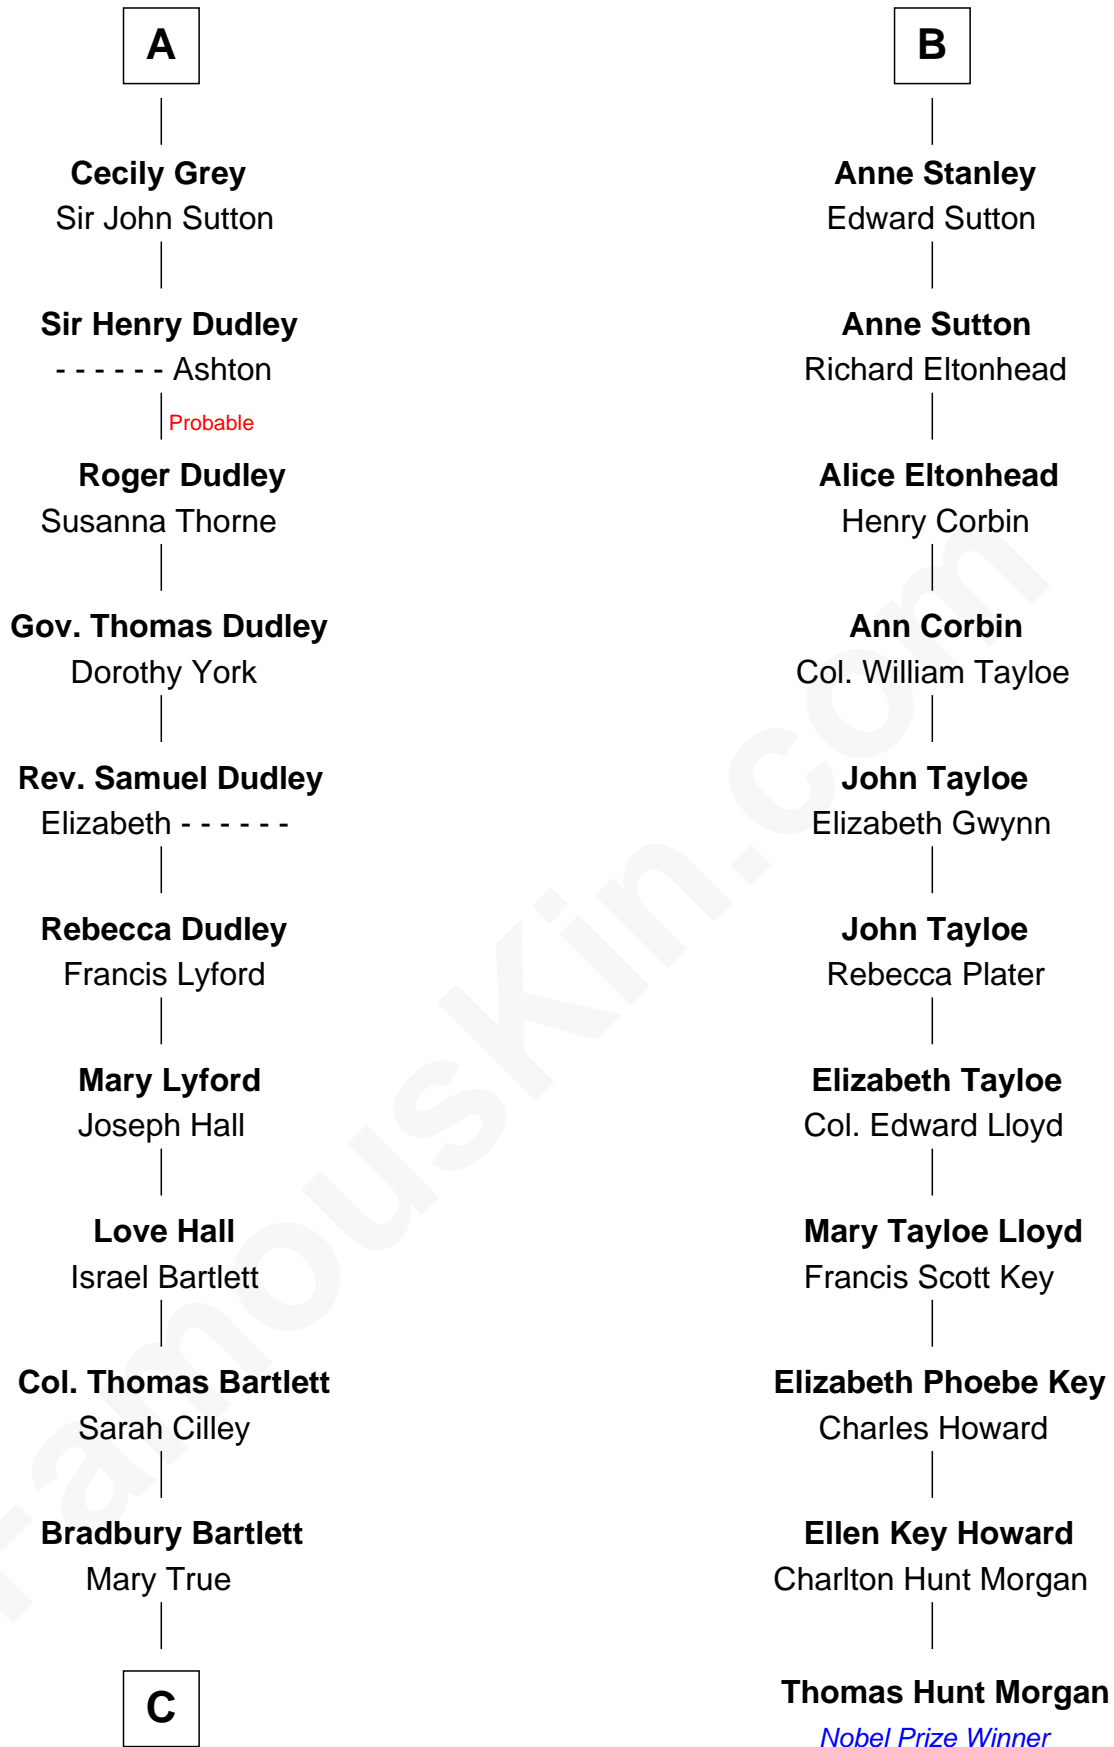 A
Cecily Grey
Sir John Sutton
Sir Henry Dudley
- - - - - - Ashton
Probable
Roger Dudley
Susanna Thorne
Gov. Thomas Dudley
Dorothy York
Rev. Samuel Dudley
Elizabeth - - - - - -
Rebecca Dudley
Francis Lyford
Mary Lyford
Joseph Hall
Love Hall
Israel Bartlett
Col. Thomas Bartlett
Sarah Cilley
Bradbury Bartlett
Mary True
C
B
Anne Stanley
Edward Sutton
Anne Sutton
Richard Eltonhead
Alice Eltonhead
Henry Corbin
Ann Corbin
Col. William Tayloe
John Tayloe
Elizabeth Gwynn
John Tayloe
Rebecca Plater
Elizabeth Tayloe
Col. Edward Lloyd
Mary Tayloe Lloyd
Francis Scott Key
Elizabeth Phoebe Key
Charles Howard
Ellen Key Howard
Charlton Hunt Morgan
Thomas Hunt Morgan
Nobel Prize Winner
FamousKin.com